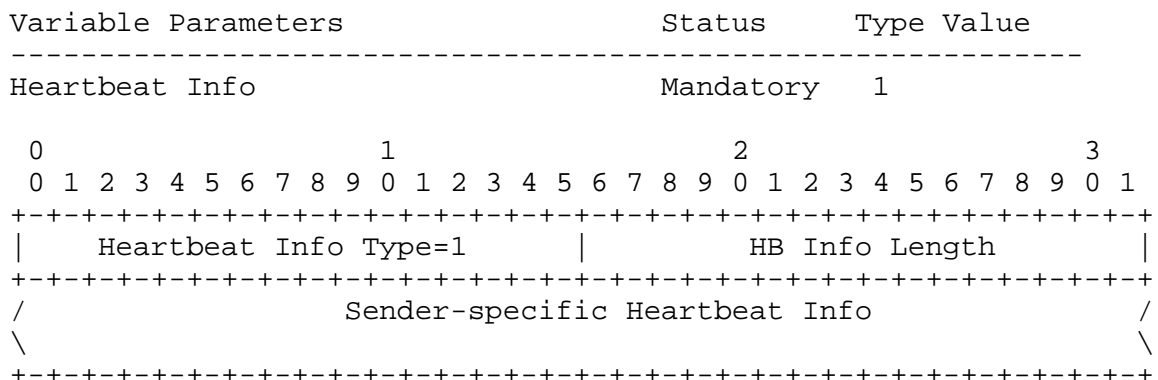 Variable Parameters                  Status     Type Value
-------------------------------------------------------------
Heartbeat Info                       Mandatory   1
 0                   1                   2                   3
 0 1 2 3 4 5 6 7 8 9 0 1 2 3 4 5 6 7 8 9 0 1 2 3 4 5 6 7 8 9 0 1
+-+-+-+-+-+-+-+-+-+-+-+-+-+-+-+-+-+-+-+-+-+-+-+-+-+-+-+-+-+-+-+-+
|    Heartbeat Info Type=1      |         HB Info Length        |
+-+-+-+-+-+-+-+-+-+-+-+-+-+-+-+-+-+-+-+-+-+-+-+-+-+-+-+-+-+-+-+-+
/                  Sender-specific Heartbeat Info               /
\                                                               \
+-+-+-+-+-+-+-+-+-+-+-+-+-+-+-+-+-+-+-+-+-+-+-+-+-+-+-+-+-+-+-+-+